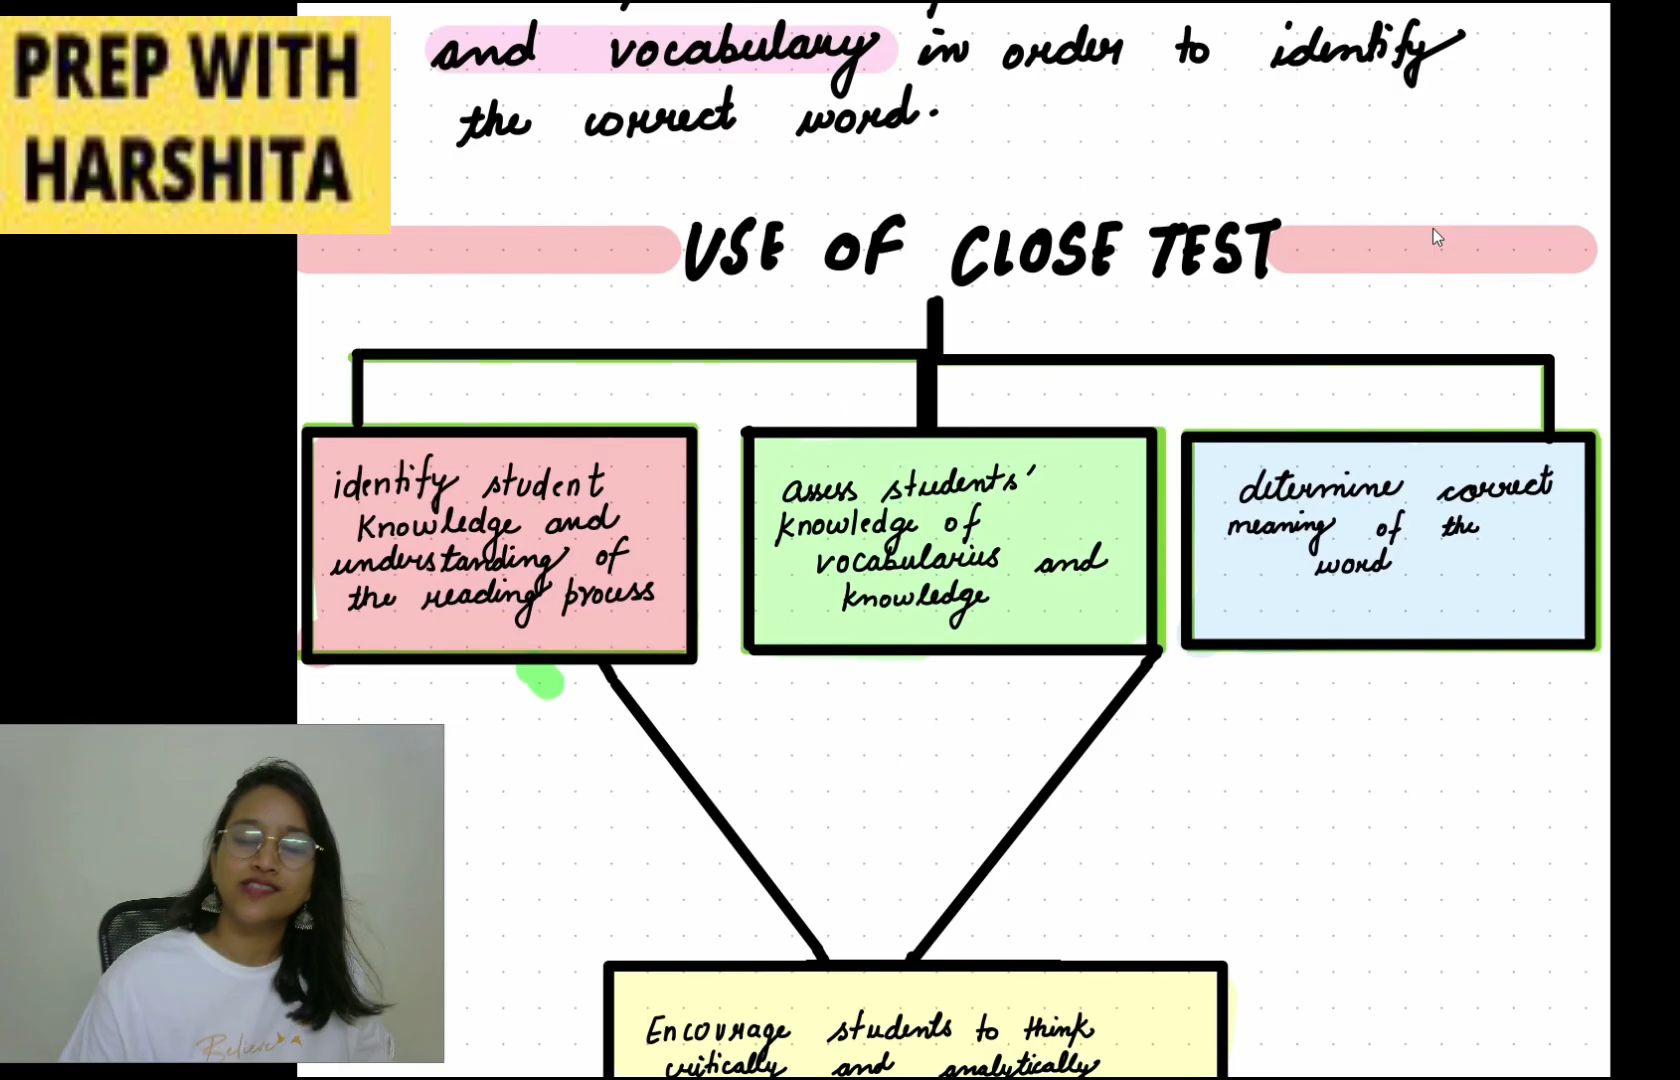 PREP WITH
HARSHITA
and vocabulary in order to identify
the correct word.
USE OF CLOSE TEST
identify student
knowledge and
understanding of
the reading process
assess students'
knowledge of
vocabularius and
knowledge
determine correct
meaning of the
word
Encourage students to think
critically and analytically
Believe